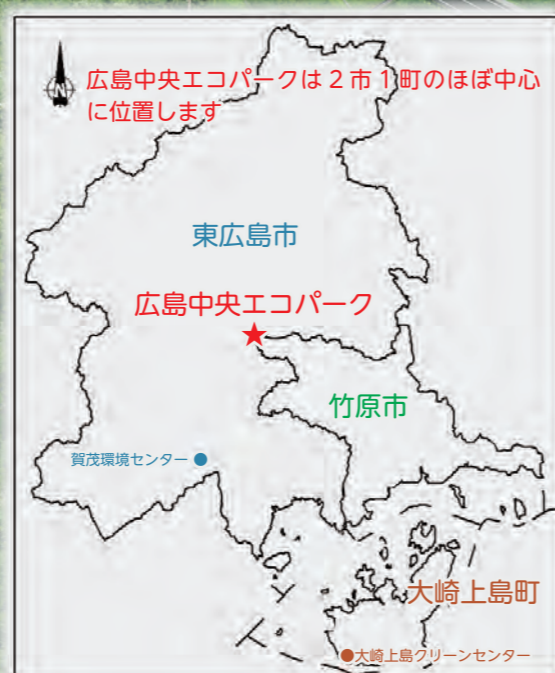 N
広島中央エコパークは2市1町のほぼ中心
に位置します
東広島市
広島中央エコパーク
竹原市
賀茂環境センター
大崎上島町
大崎上島クリーンセンター